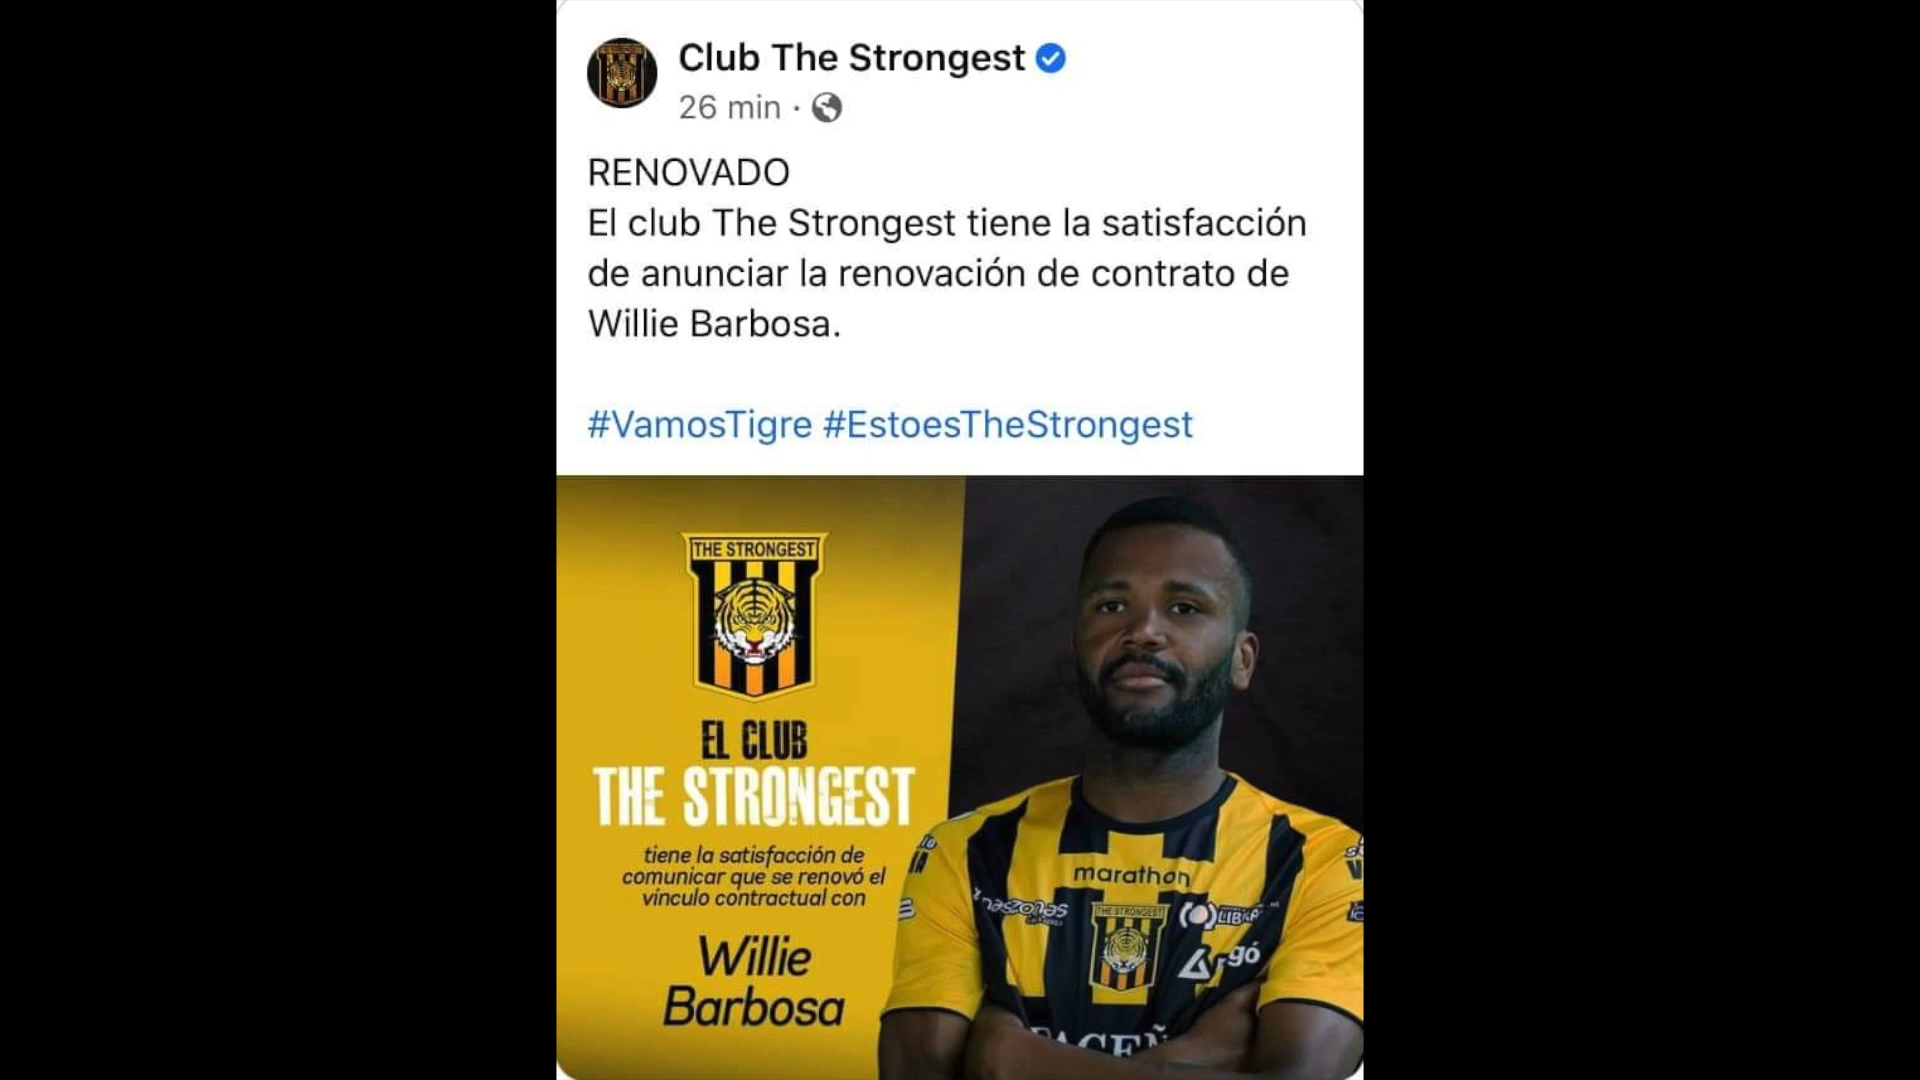 Club The Strongest
26 min ·
RENOVADO
El club The Strongest tiene la satisfacción
de anunciar la renovación de contrato de
Willie Barbosa.
#VamosTigre #EstoesTheStrongest
THE STRONGEST
EL CLUB
THE STRONGEST
tiene la satisfacción de
comunicar que se renovó el
vínculo contractual con
Willie
Barbosa
marathon
THE STRONGEST